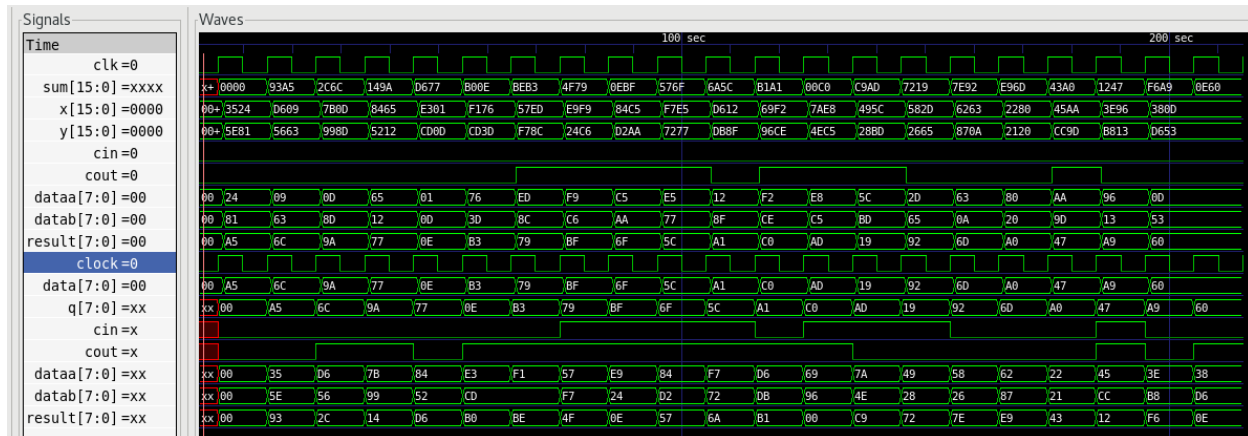 Signals Waves
Time 100 sec 200 sec
clk =0
sum[15:0] =xxxx x+ 0000 93A5 2C6C 149A D677 B00E BEB3 4F79 0EBF 576F 6A5C B1A1 00C0 C9AD 7219 7E92 E96D 43A0 1247 F6A9 0E60
x[15:0] =0000 00+ 3524 D609 7B0D 8465 E301 F176 57ED E9F9 84C5 F7E5 D612 69F2 7AE8 495C 582D 6263 2280 45AA 3E96 380D
y[15:0] =0000 00+ 5E81 5663 998D 5212 CD0D CD3D F78C 24C6 D2AA 7277 DB8F 96CE 4EC5 28BD 2665 870A 2120 CC9D B813 D653
cin =0
cout =0
dataa[7:0] =00 00 24 09 0D 65 01 76 ED F9 C5 E5 12 F2 E8 5C 2D 63 80 AA 96 0D
datab[7:0] =00 00 81 63 8D 12 0D 3D 8C C6 AA 77 8F CE C5 BD 65 0A 20 9D 13 53
result[7:0] =00 00 A5 6C 9A 77 0E B3 79 BF 6F 5C A1 C0 AD 19 92 6D A0 47 A9 60
clock =0
data[7:0] =00 00 A5 6C 9A 77 0E B3 79 BF 6F 5C A1 C0 AD 19 92 6D A0 47 A9 60
q[7:0] =xx xx 00 A5 6C 9A 77 0E B3 79 BF 6F 5C A1 C0 AD 19 92 6D A0 47 A9 60
cin =x
cout =x
dataa[7:0] =xx xx 00 35 D6 7B 84 E3 F1 57 E9 84 F7 D6 69 7A 49 58 62 22 45 3E 38
datab[7:0] =xx xx 00 5E 56 99 52 CD F7 24 D2 72 DB 96 4E 28 26 87 21 CC B8 D6
result[7:0] =xx xx 00 93 2C 14 D6 B0 BE 4F 0E 57 6A B1 00 C9 72 7E E9 43 12 F6 0E